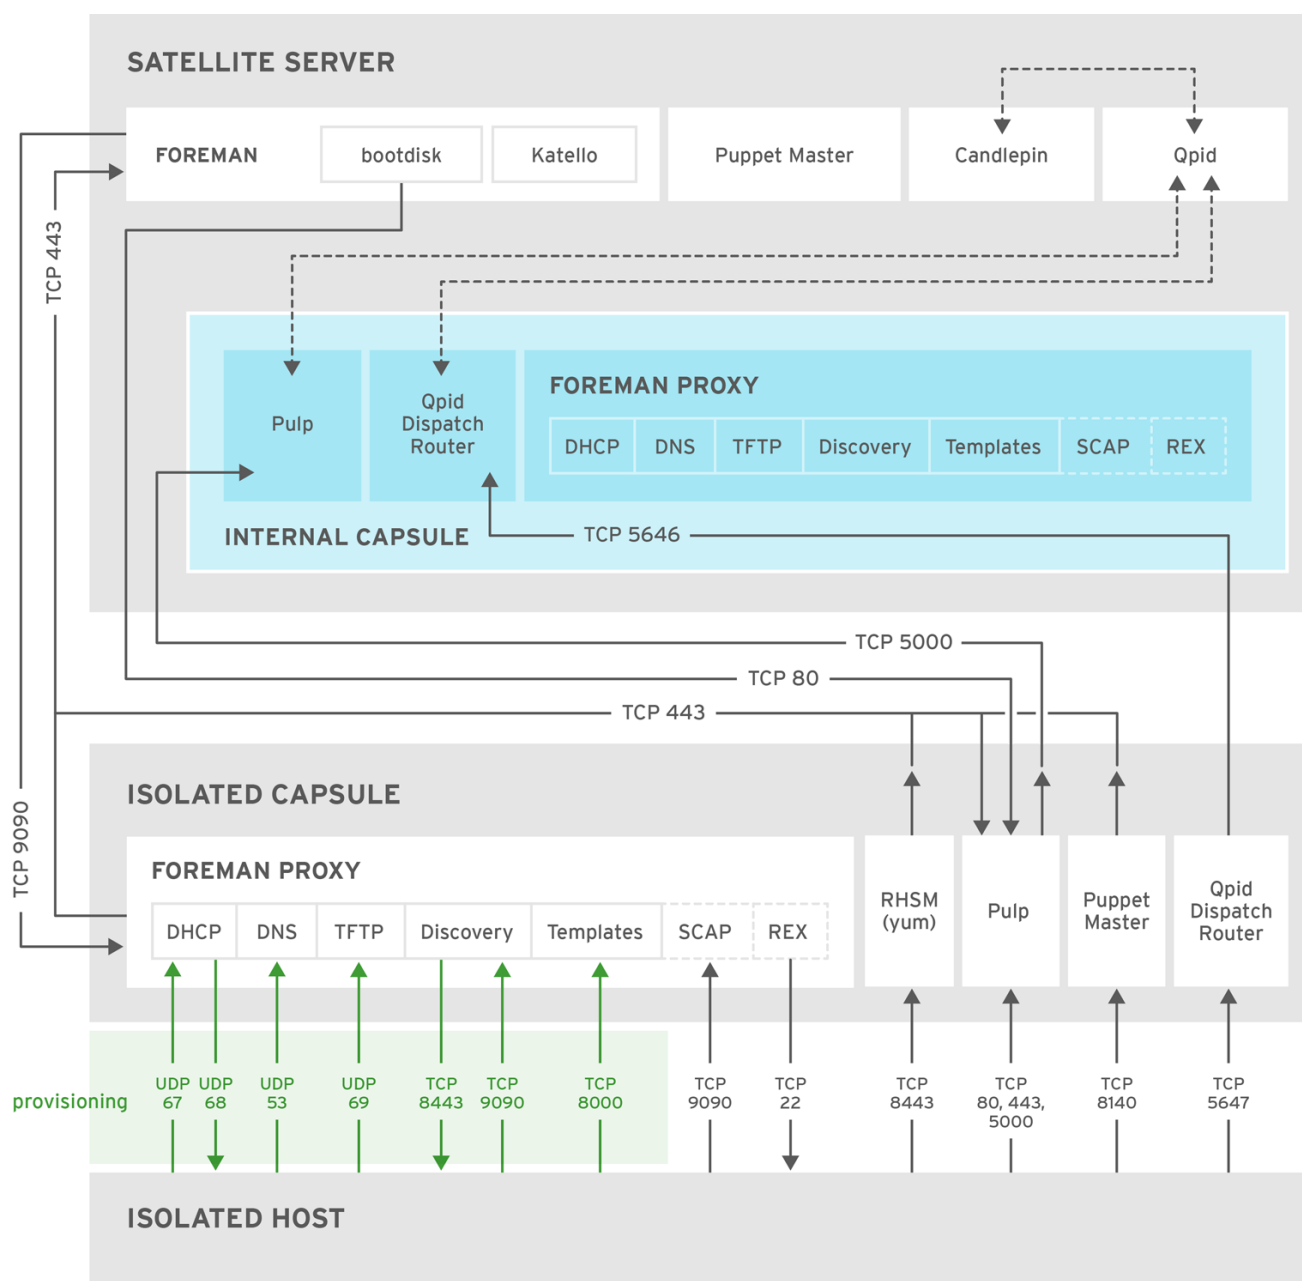 SATELLITE SERVER
FOREMAN
bootdisk
Katello
Puppet Master
Candlepin
Qpid
TCP 443
Pulp
Qpid
Dispatch
Router
FOREMAN PROXY
DHCP
DNS
TFTP
Discovery
Templates
SCAP
REX
INTERNAL CAPSULE
TCP 5646
TCP 5000
TCP 80
TCP 443
ISOLATED CAPSULE
TCP 9090
FOREMAN PROXY
DHCP
DNS
TFTP
Discovery
Templates
SCAP
REX
RHSM
(yum)
Pulp
Puppet
Master
Qpid
Dispatch
Router
provisioning
UDP
67
UDP
68
UDP
53
UDP
69
TCP
8443
TCP
9090
TCP
8000
TCP
9090
TCP
22
TCP
8443
TCP
80, 443,
5000
TCP
8140
TCP
5647
ISOLATED HOST